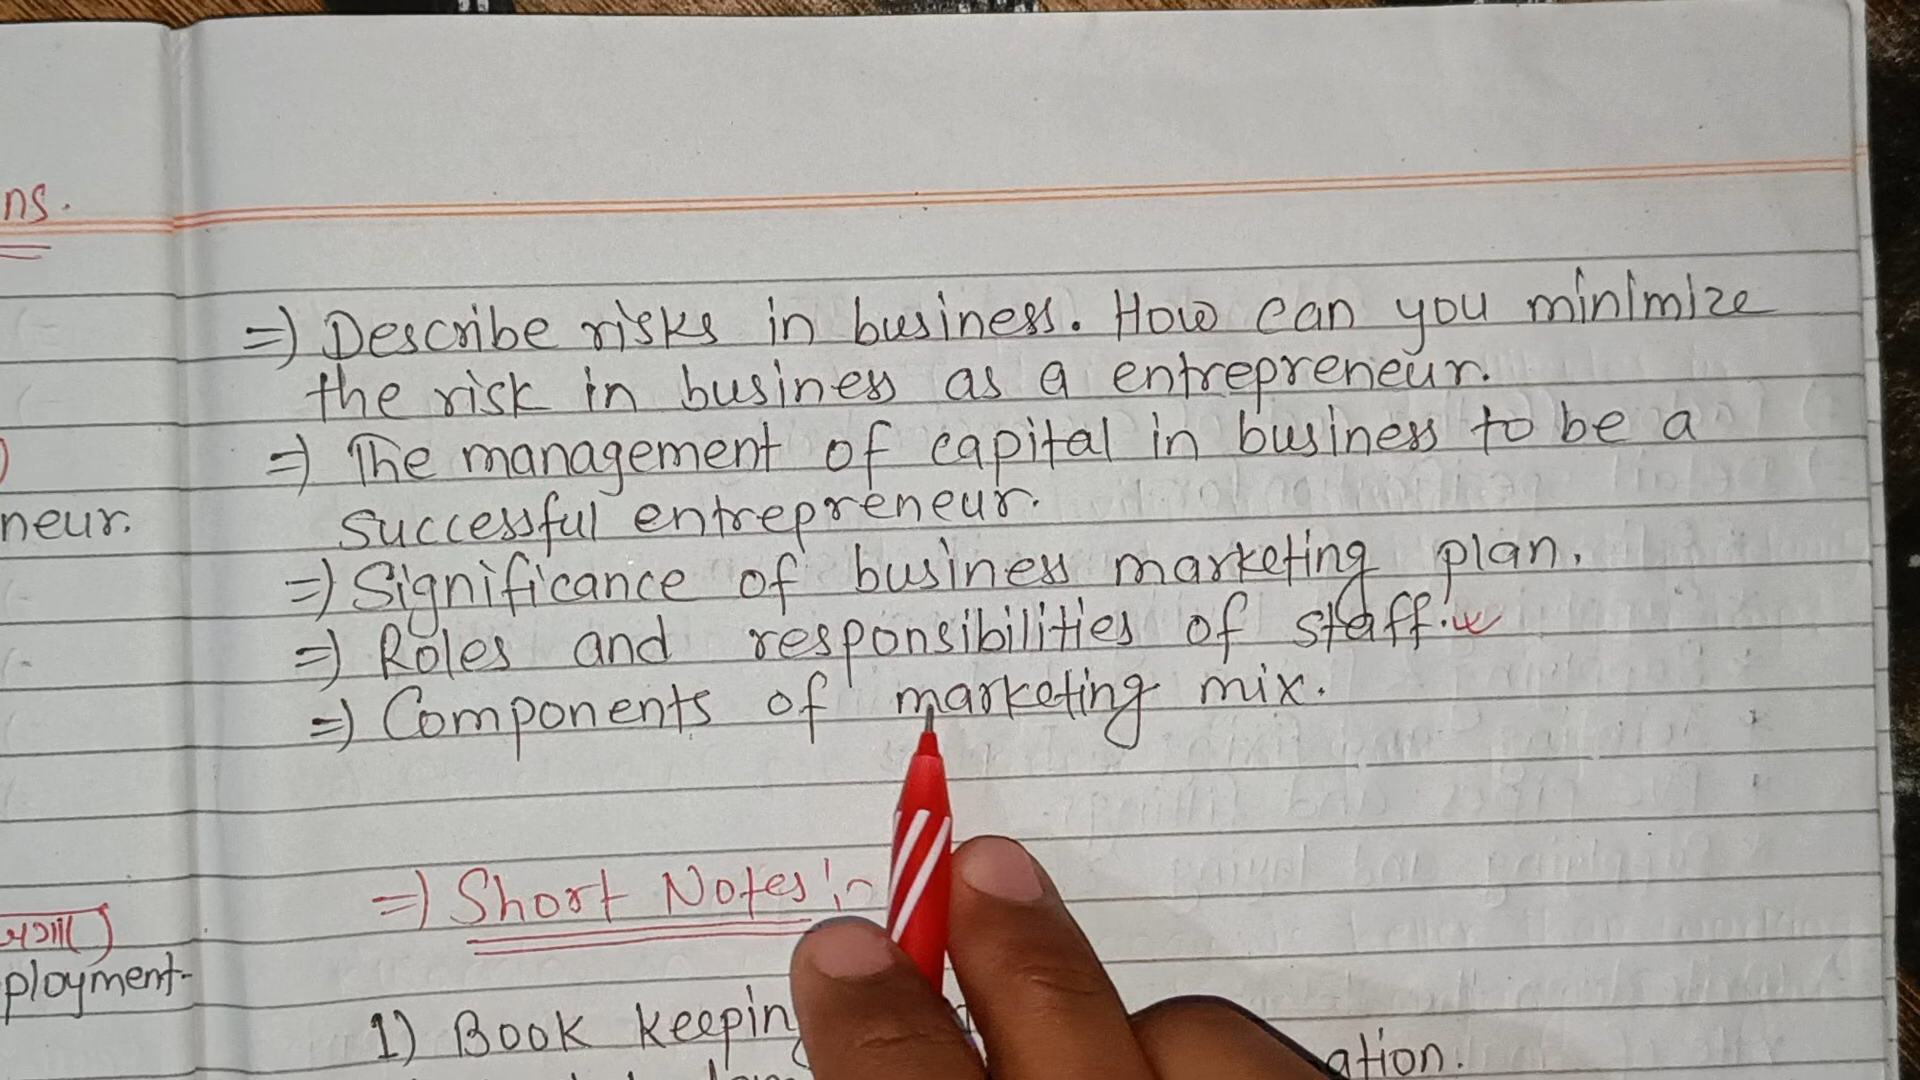 ns.
neur.
ployment-
=) Describe risks in business. How can you minimize
the risk in business as a entrepreneur.
=) The management of capital in business to be a
successful entrepreneur.
=) Significance of business marketing plan.
=) Roles and responsibilities of staff.
=) Components of marketing mix.
=) Short Notes :-
1) Book keeping
ation.